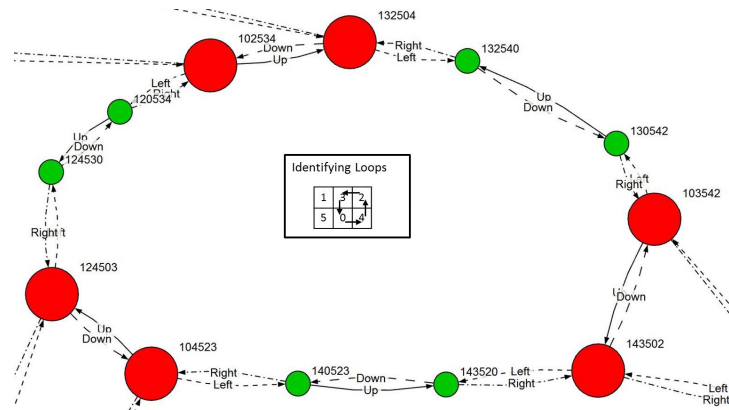 132504
102534
Down
Up
Right
Left
132540
Left
Right
120534
Up
Down
130542
Up
Down
124530
Right
103542
Identifying Loops
1 3 2
5 0 4
Right
124503
Down
Up
Down
104523
Right
Left
140523
Down
Up
143520
Left
Right
143502
Left
Right